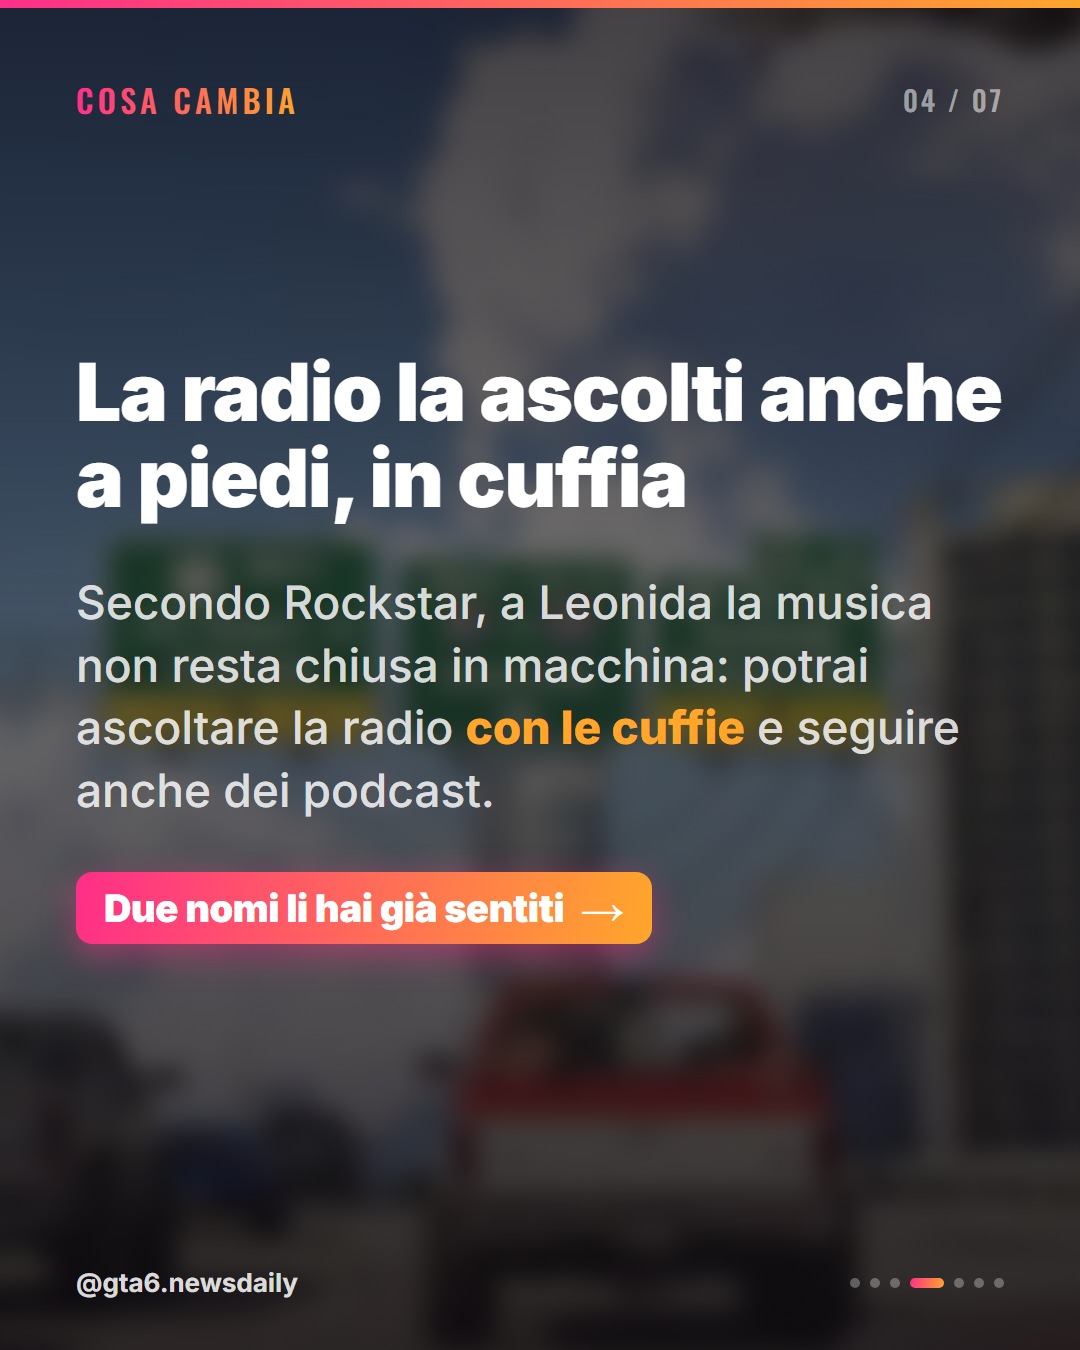 COSA CAMBIA
04 / 07
La radio la ascolti anche
a piedi, in cuffia
Secondo Rockstar, a Leonida la musica
non resta chiusa in macchina: potrai
ascoltare la radio con le cuffie e seguire
anche dei podcast.
Due nomi li hai già sentiti →
@gta6.newsdaily